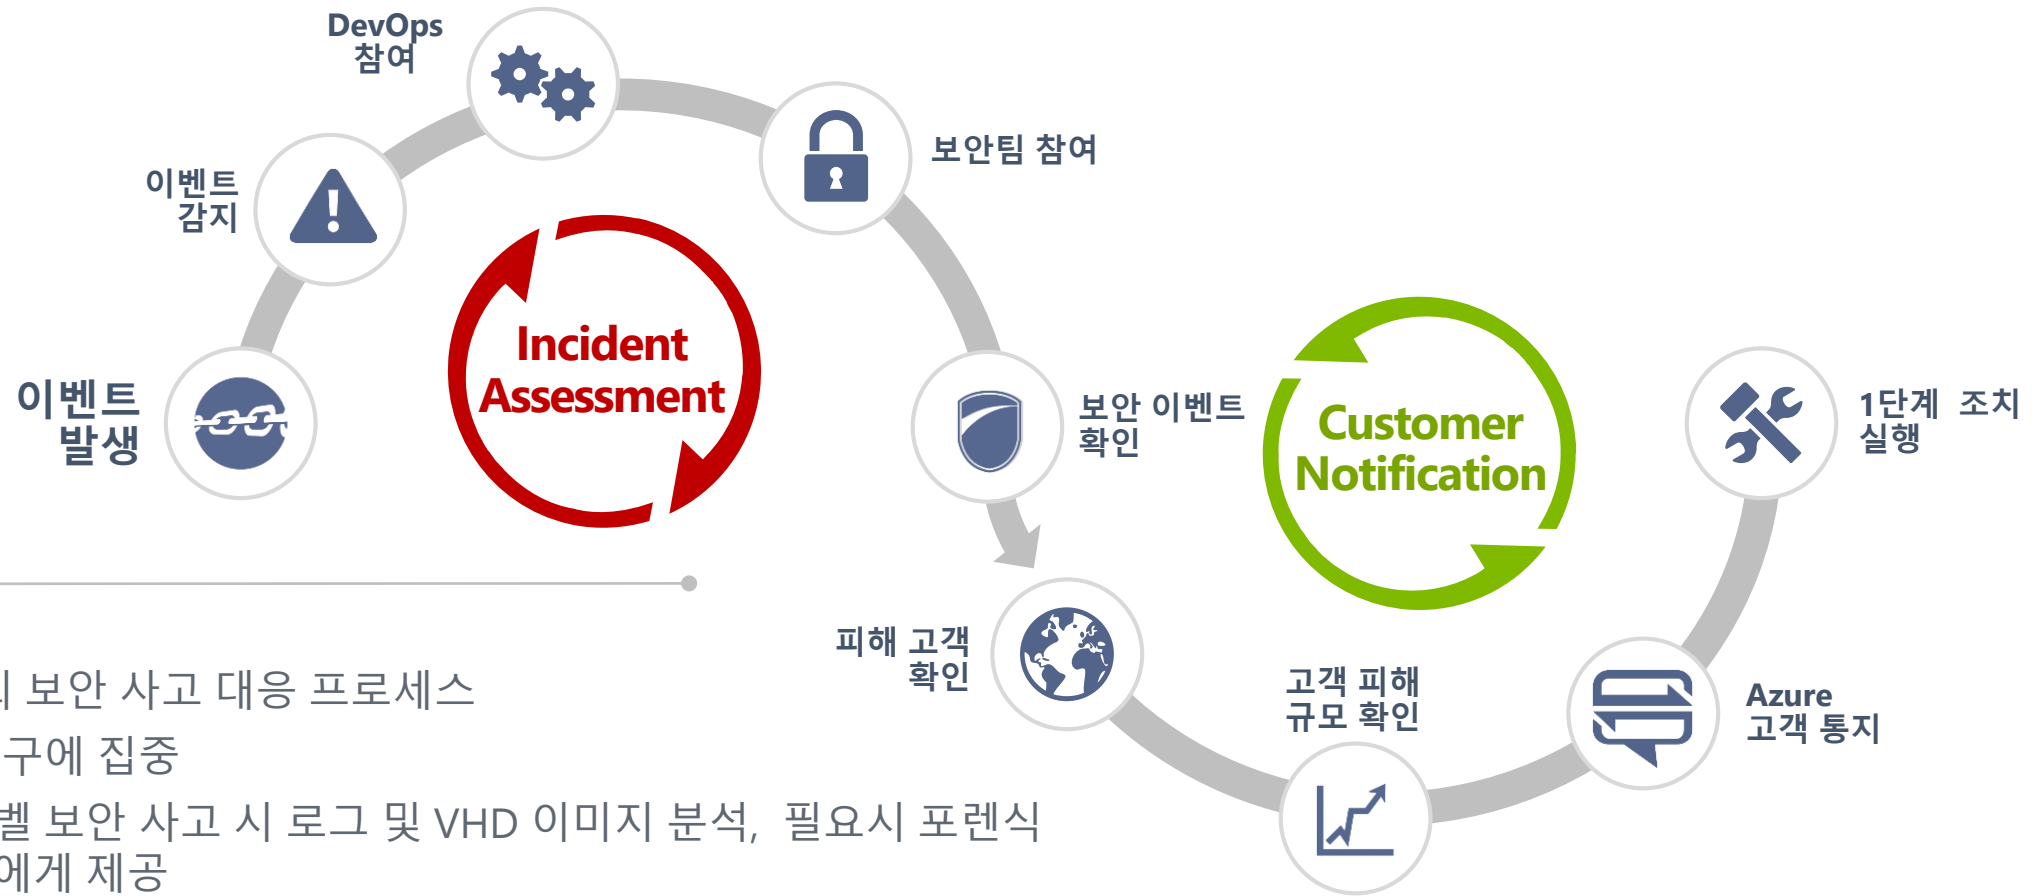 DevOps
참여
이벤트
감지
이벤트
발생
보안팀 참여
Incident
Assessment
보안 이벤트
확인
Customer
Notification
1단계 조치
실행
피해 고객
확인
고객 피해
규모 확인
Azure
고객 통지
보안 사고 대응 프로세스
구에 집중
벨 보안 사고 시 로그 및 VHD 이미지 분석, 필요시 포렌식
에게 제공